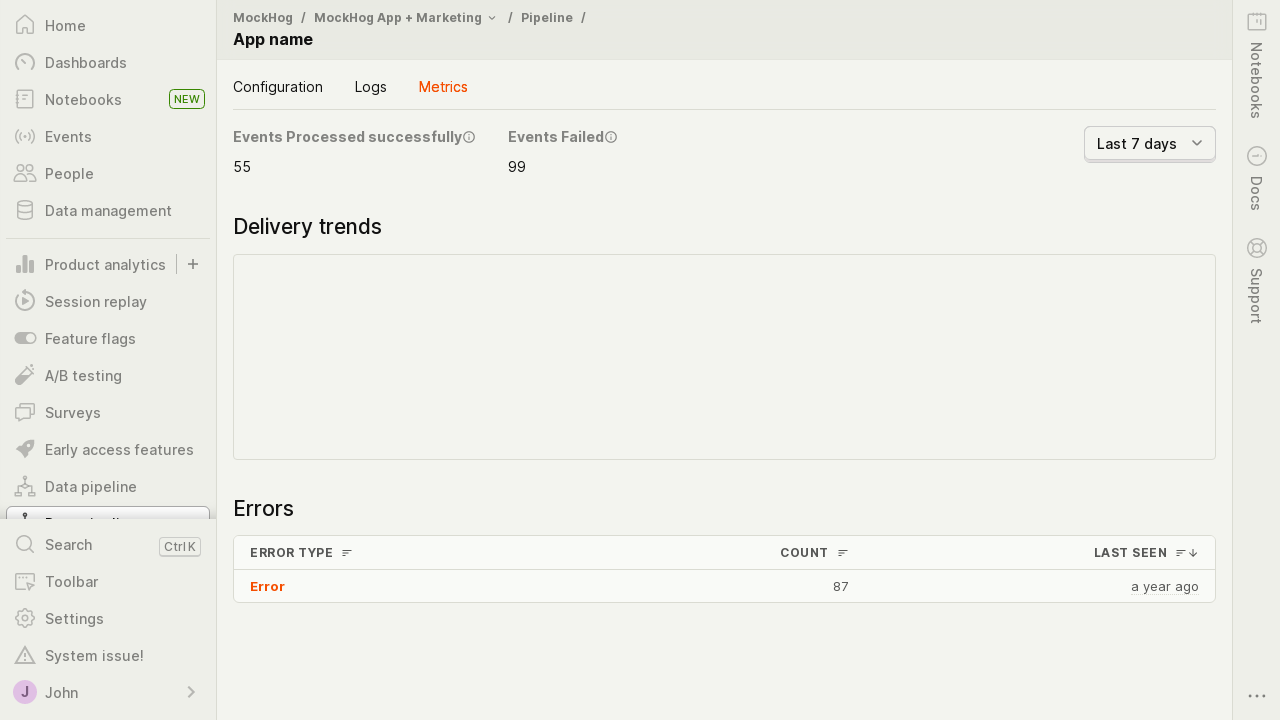 Home
Dashboards
Notebooks NEW
Events
People
Data management
Product analytics
Session replay
Feature flags
A/B testing
Surveys
Early access features
Data pipeline
Search Ctrl K
Toolbar
Settings
System issue!
J John
MockHog / MockHog App + Marketing / Pipeline /
App name
Configuration Logs Metrics
Events Processed successfully Events Failed
55 99
Last 7 days
Delivery trends
Errors
ERROR TYPE COUNT LAST SEEN
Error 87 a year ago
Notebooks
Docs
Support